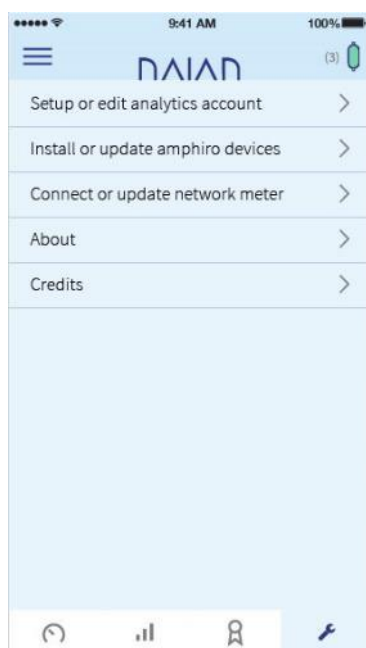 9:41 AM
100%
DAIAD
(3)
Setup or edit analytics account
Install or update amphiro devices
Connect or update network meter
About
Credits